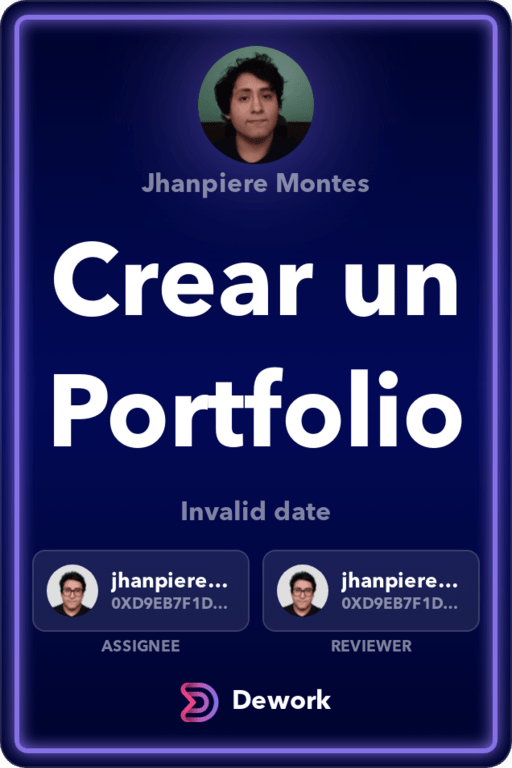 Jhanpiere Montes
Crear un
Portfolio
Invalid date
jhanpiere...
0XD9EB7F1D...
ASSIGNEE
jhanpiere...
0XD9EB7F1D...
REVIEWER
Dework